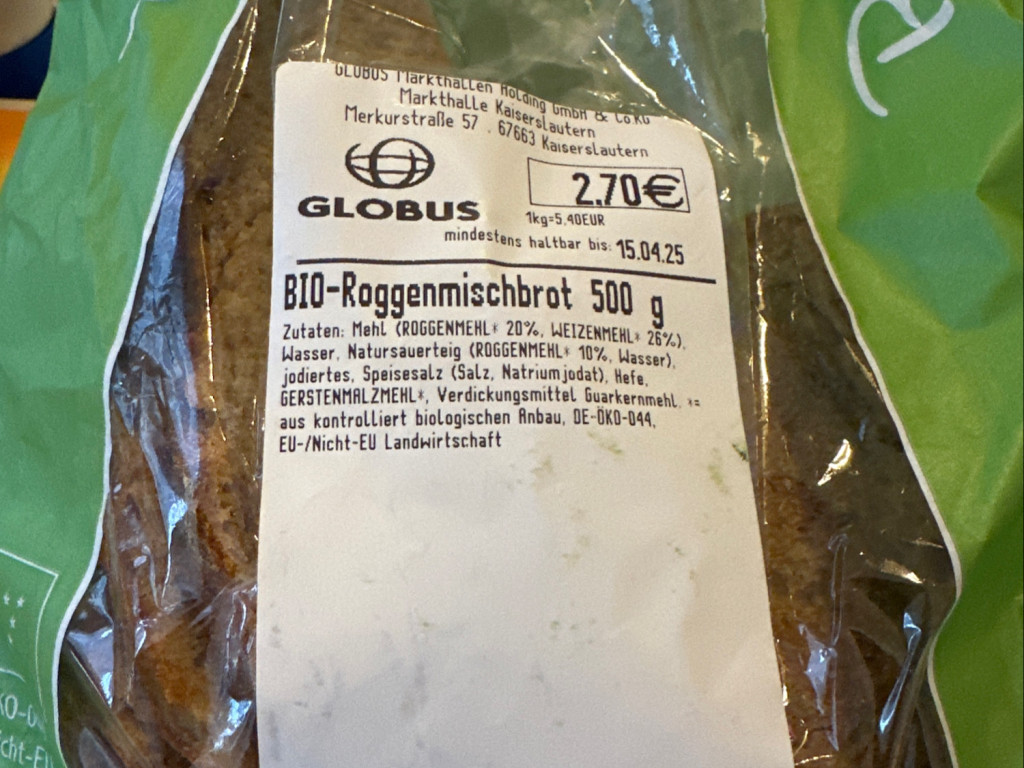 GLOBUS Markthallen Holding GmbH & Co.KG
Markthalle Kaiserslautern
Merkurstraße 57 . 67663 Kaiserslautern
GLOBUS
2,70€
1kg=5,40EUR
mindestens haltbar bis: 15.04.25
BIO-Roggenmischbrot 500 g
Zutaten: Mehl (ROGGENMEHL* 20%, WEIZENMEHL* 26%),
Wasser, Natursauerteig (ROGGENMEHL* 10%, Wasser),
jodiertes, Speisesalz (Salz, Natriumjodat), Hefe,
GERSTENMALZMEHL*, Verdickungsmittel Guarkernmehl, *=
aus kontrolliert biologischen Anbau, DE-ÖKO-044,
EU-/Nicht-EU Landwirtschaft